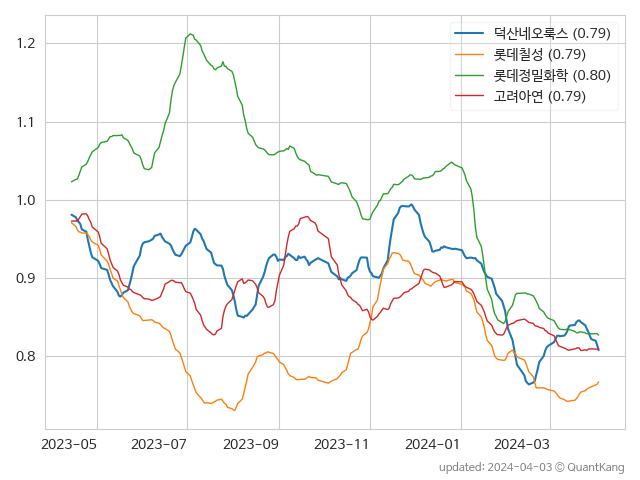 덕산네오룩스 (0.79)
롯데칠성 (0.79)
롯데정밀화학 (0.80)
고려아연 (0.79)
1.2
1.1
1.0
0.9
0.8
2023-05 2023-07 2023-09 2023-11 2024-01 2024-03
updated: 2024-04-03 © QuantKang